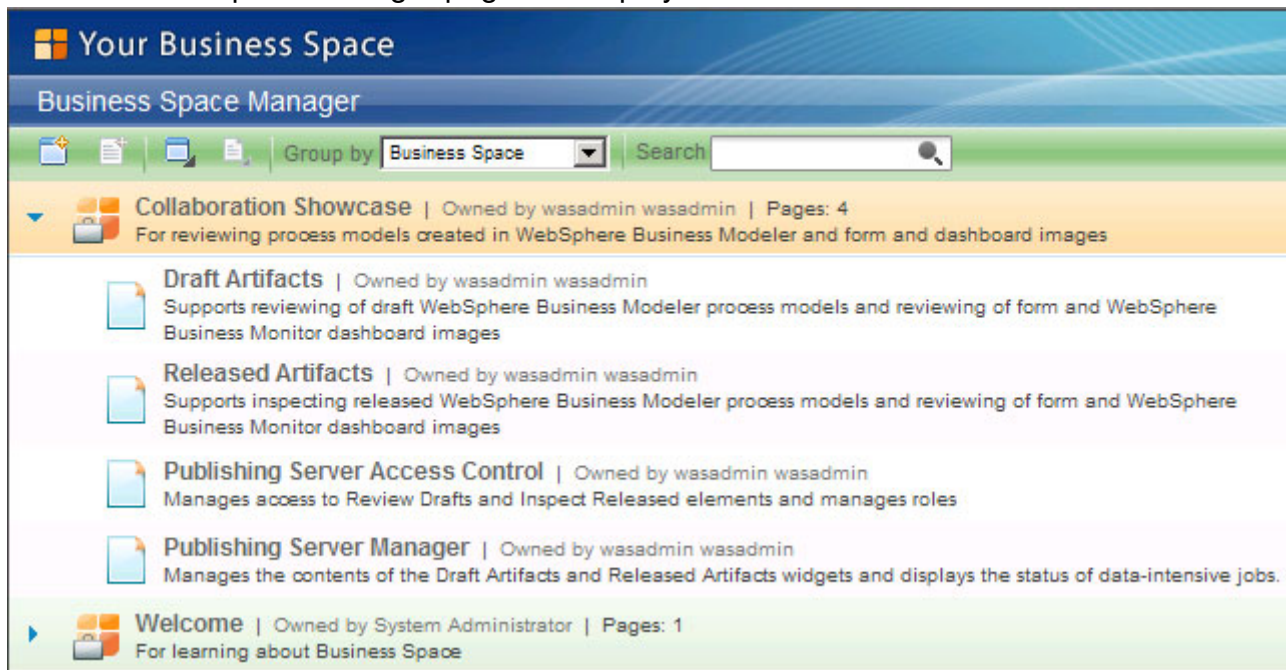 Your Business Space
Business Space Manager
Group by Business Space Search
Collaboration Showcase | Owned by wasadmin wasadmin | Pages: 4
For reviewing process models created in WebSphere Business Modeler and form and dashboard images
Draft Artifacts | Owned by wasadmin wasadmin
Supports reviewing of draft WebSphere Business Modeler process models and reviewing of form and WebSphere
Business Monitor dashboard images
Released Artifacts | Owned by wasadmin wasadmin
Supports inspecting released WebSphere Business Modeler process models and reviewing of form and WebSphere
Business Monitor dashboard images
Publishing Server Access Control | Owned by wasadmin wasadmin
Manages access to Review Drafts and Inspect Released elements and manages roles
Publishing Server Manager | Owned by wasadmin wasadmin
Manages the contents of the Draft Artifacts and Released Artifacts widgets and displays the status of data-intensive jobs.
Welcome | Owned by System Administrator | Pages: 1
For learning about Business Space